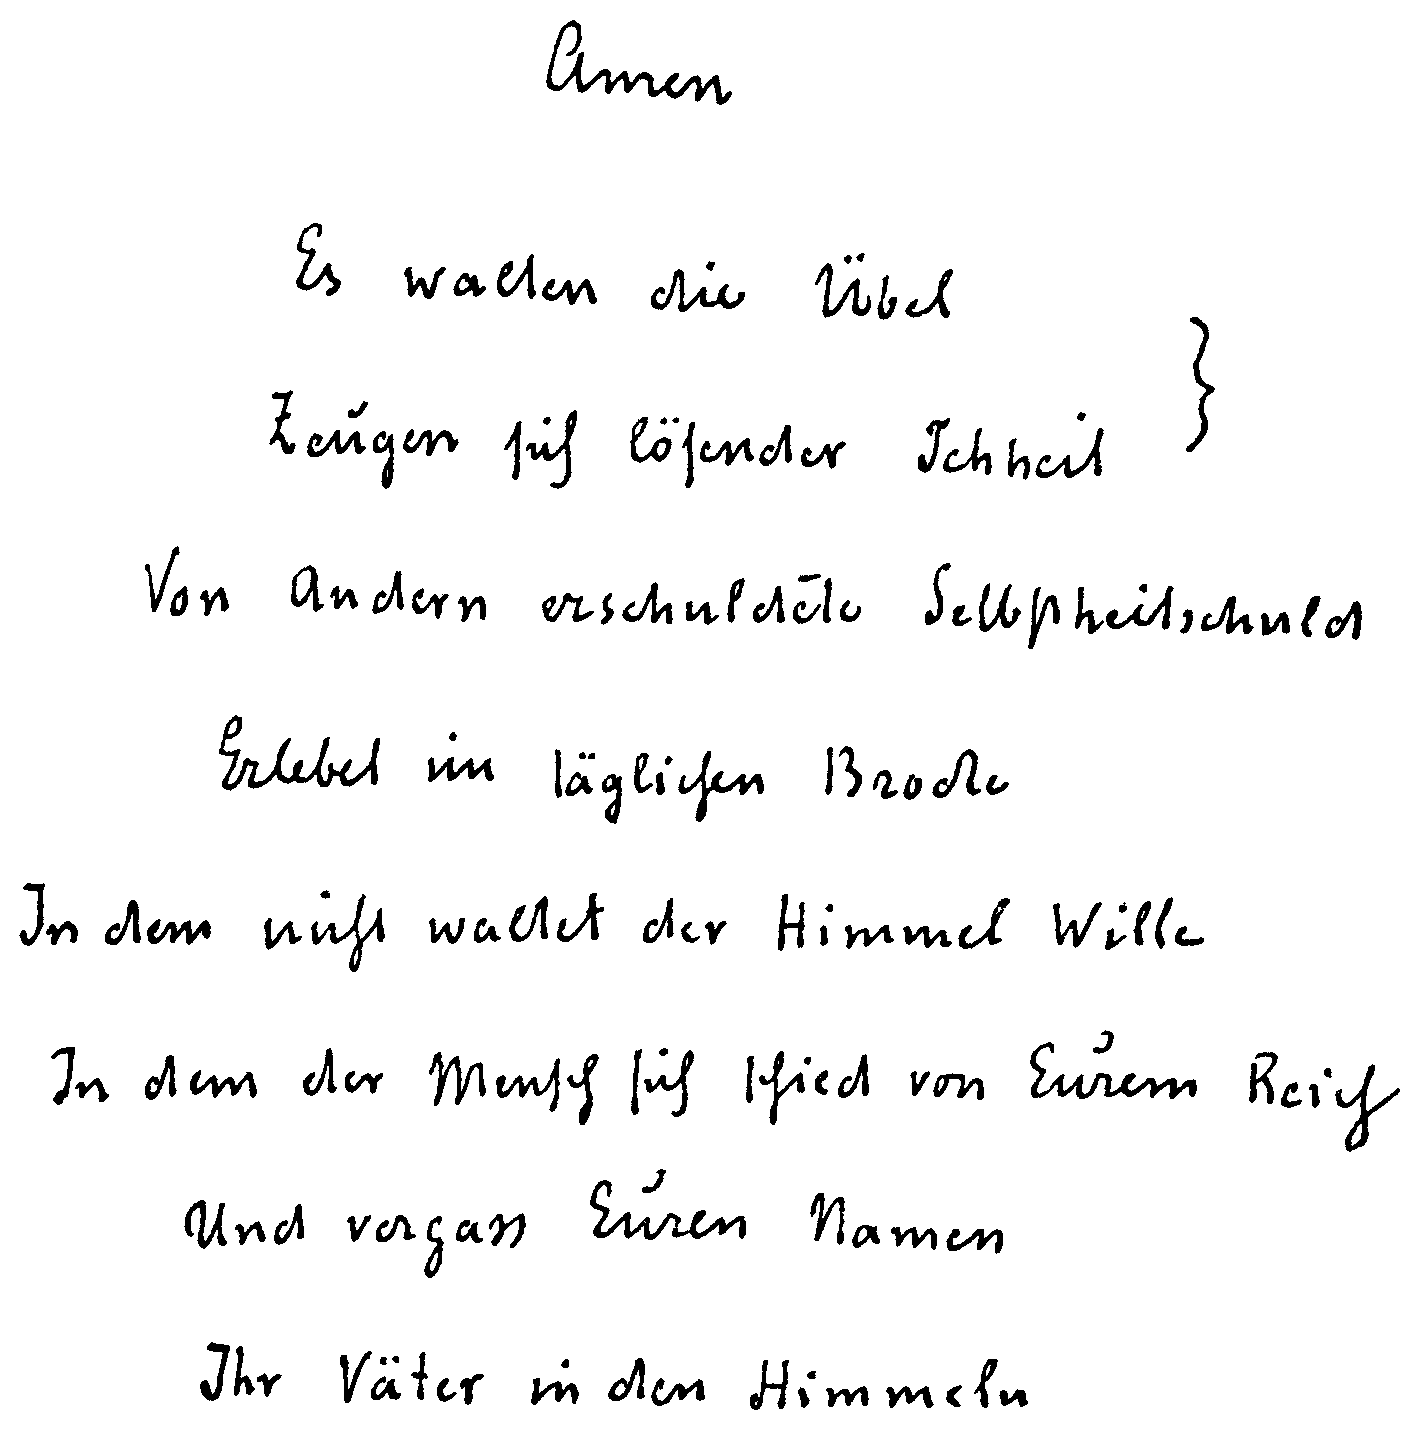 Amen
Es walten die Übel
Zeugen sich lösender Ichheit
Von Andern erschuldete Selbstheitschuld
Erlebet im täglichen Brodte
In dem nicht waltet der Himmel Wille
In dem der Mensch sich schied von Eurem Reich
Und vergass Euren Namen
Ihr Väter in den Himmeln